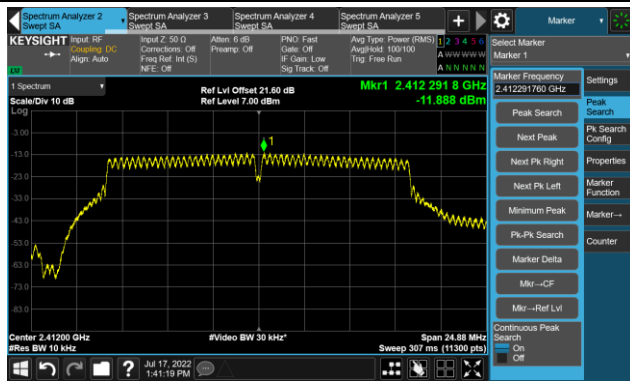 Spectrum Analyzer 2
Swept SA
Spectrum Analyzer 3
Swept SA
Spectrum Analyzer 4
Swept SA
Spectrum Analyzer 5
Swept SA
+
Marker
KEYSIGHT
Input: RF
Coupling: DC
Align: Auto
Input Z: 50 Ω
Corrections: Off
Freq Ref: Int (S)
NFE: Off
Atten: 6 dB
Preamp: Off
PNO: Fast
Gate: Off
IF Gain: Low
Sig Track: Off
Avg Type: Power (RMS)
Avg|Hold: 100/100
Trig: Free Run
1 2 3 4 5 6
A W W W W W
A N N N N N
Select Marker
Marker 1
LW
1 Spectrum
Scale/Div 10 dB
Log
Ref Lvl Offset 21.60 dB
Ref Level 7.00 dBm
Mkr1 2.412 291 8 GHz
-11.888 dBm
1
-3.00
-13.0
-23.0
-33.0
-43.0
-53.0
-63.0
-73.0
-83.0
Center 2.41200 GHz
#Res BW 10 kHz
#Video BW 30 kHz*
Span 24.88 MHz
Sweep 307 ms (11300 pts)
Marker Frequency
2.412291760 GHz
Peak Search
Next Peak
Next Pk Right
Next Pk Left
Minimum Peak
Pk-Pk Search
Marker Delta
Mkr→CF
Mkr→Ref Lvl
Continuous Peak
Search
On
Off
Settings
Peak
Search
Pk Search
Config
Properties
Marker
Function
Marker→
Counter
?
Jul 17, 2022
1:41:19 PM